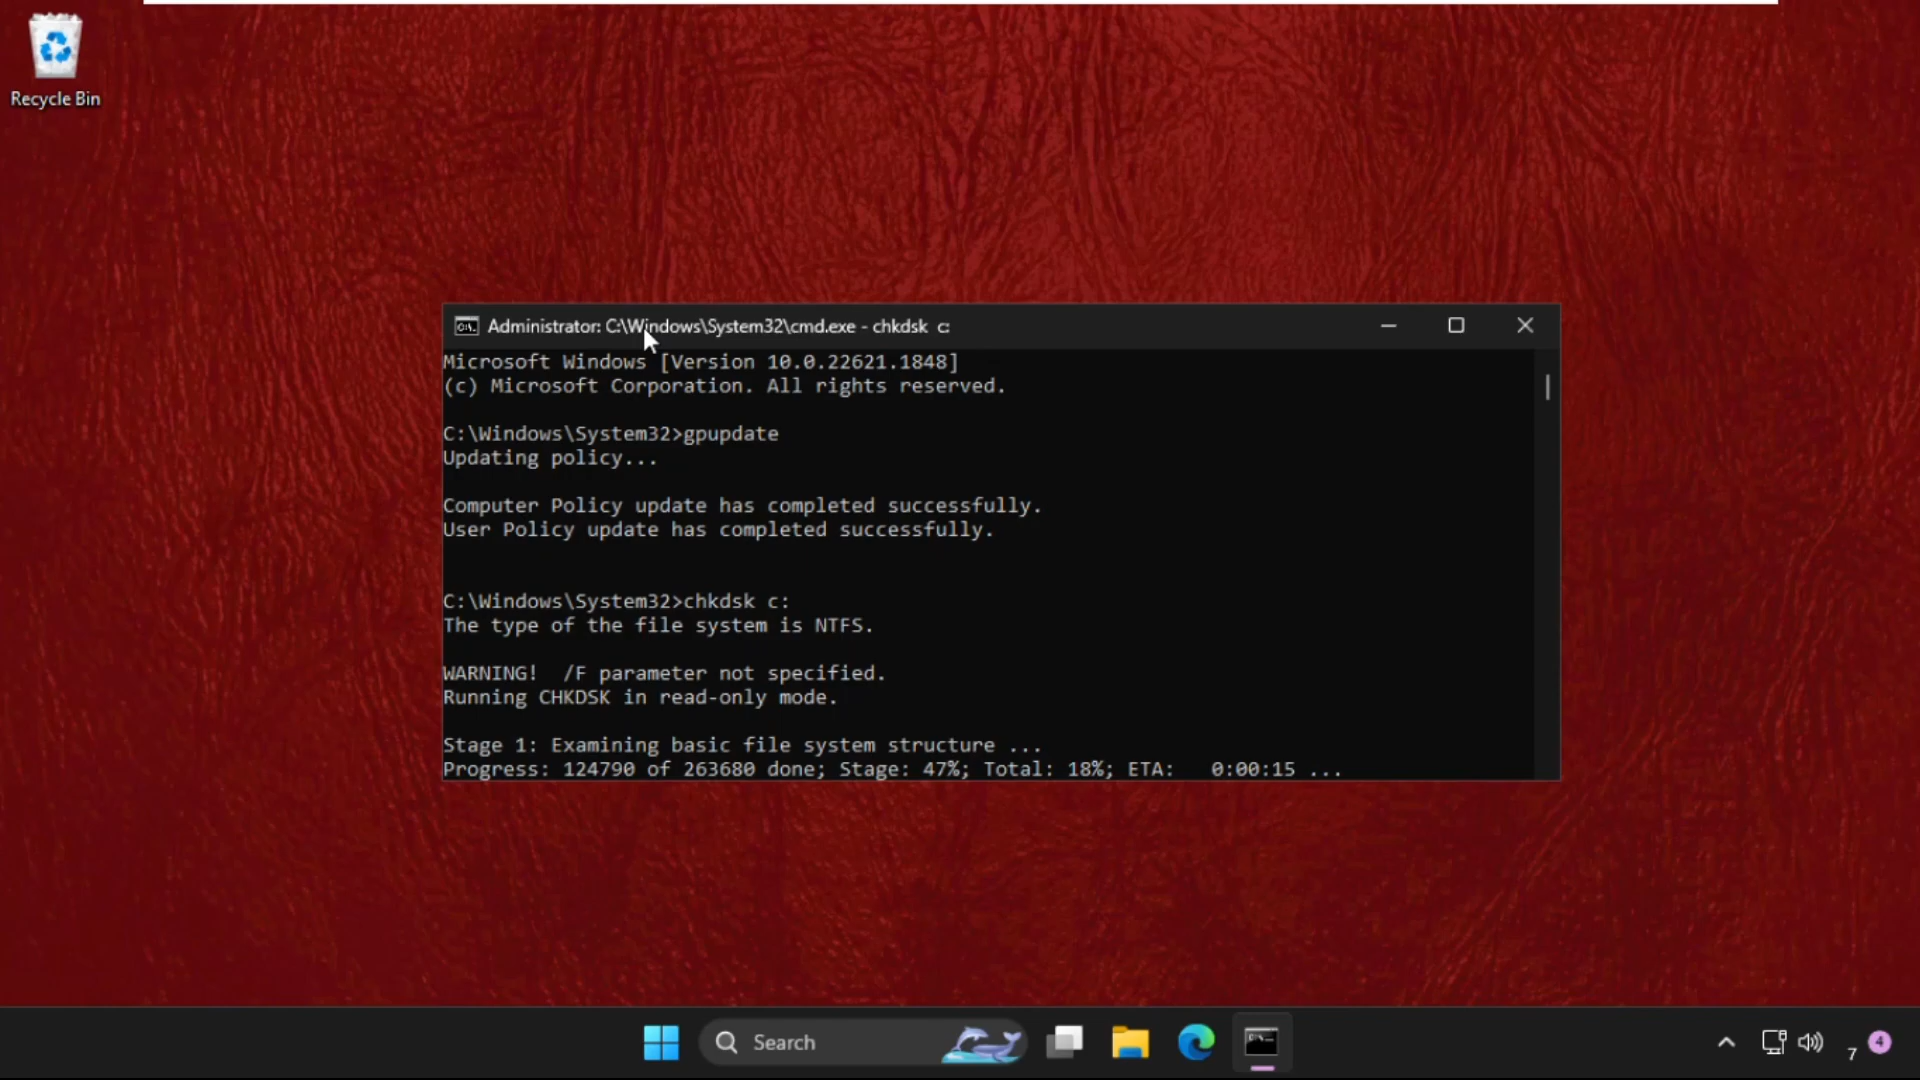 Recycle Bin
Administrator: C:\Windows\System32\cmd.exe - chkdsk  c:
Microsoft Windows [Version 10.0.22621.1848]
(c) Microsoft Corporation. All rights reserved.
C:\Windows\System32>gpupdate
Updating policy...
Computer Policy update has completed successfully.
User Policy update has completed successfully.
C:\Windows\System32>chkdsk c:
The type of the file system is NTFS.
WARNING!  /F parameter not specified.
Running CHKDSK in read-only mode.
Stage 1: Examining basic file system structure ...
Progress: 124790 of 263680 done; Stage: 47%; Total: 18%; ETA:   0:00:15 ...
Search
7
4